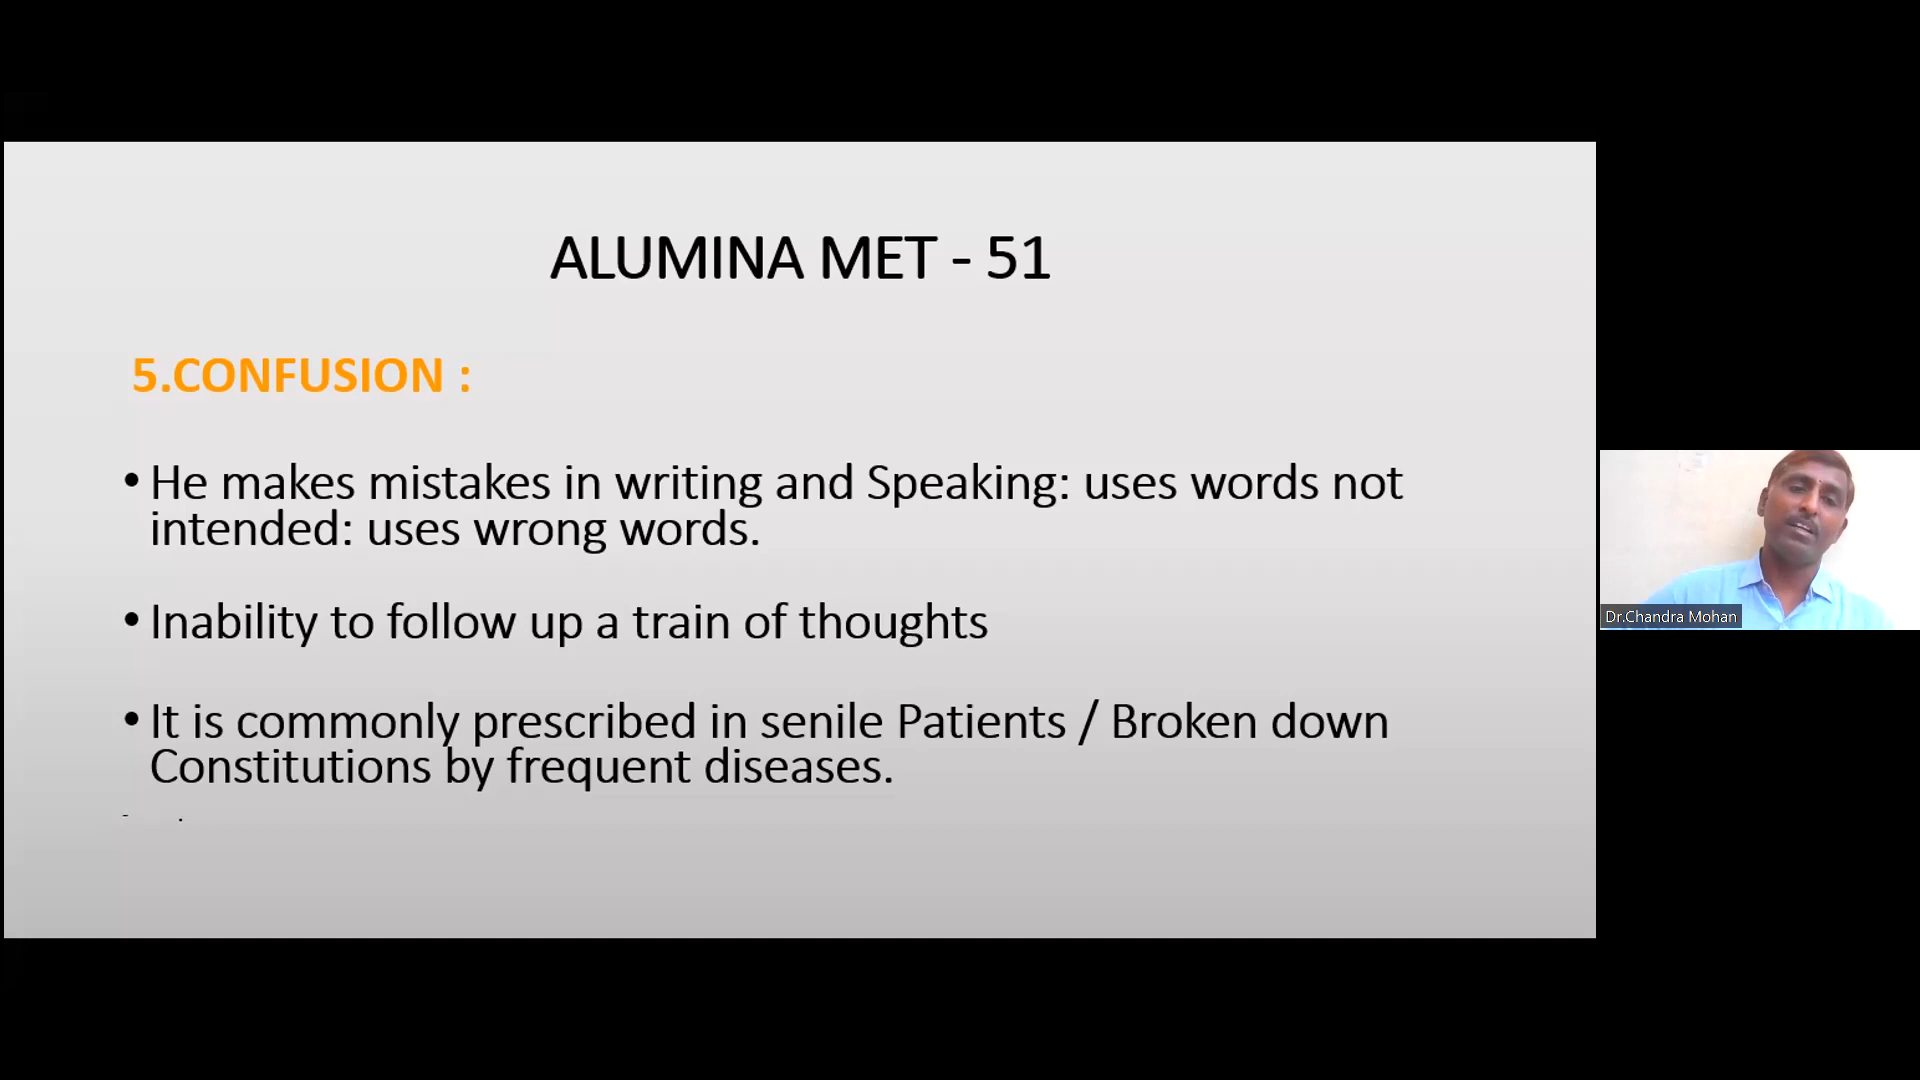 ALUMINA MET - 51
5.CONFUSION :
• He makes mistakes in writing and Speaking: uses words not
intended: uses wrong words.
• Inability to follow up a train of thoughts
• It is commonly prescribed in senile Patients / Broken down
Constitutions by frequent diseases.
- .
Dr.Chandra Mohan